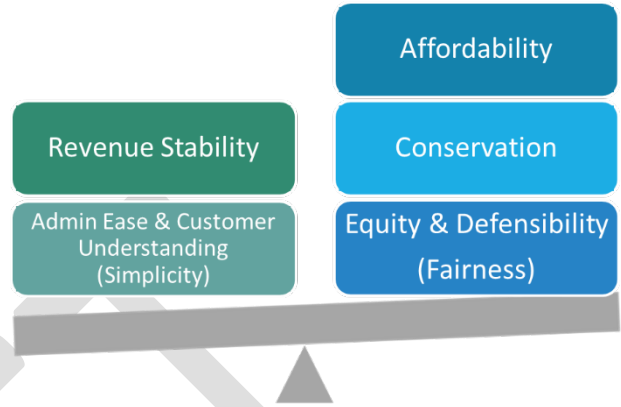 Affordability
Revenue Stability
Conservation
Admin Ease & Customer
Understanding
(Simplicity)
Equity & Defensibility
(Fairness)